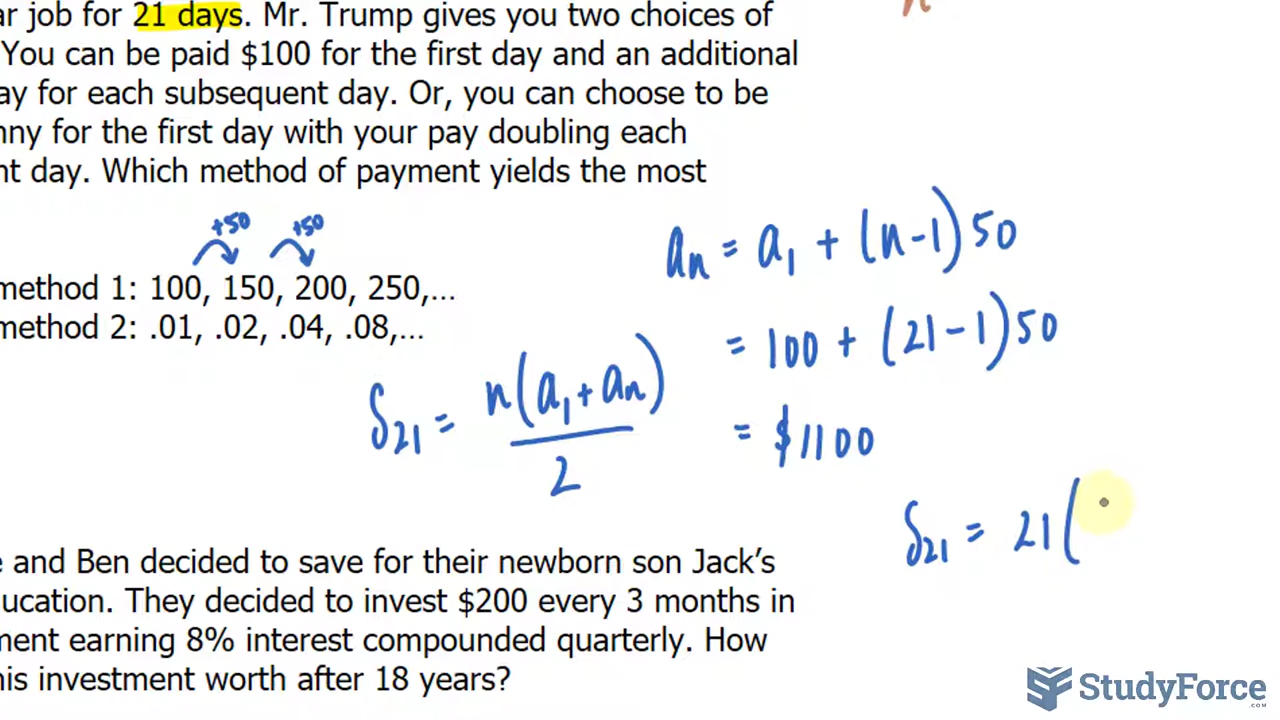 ar job for 21 days. Mr. Trump gives you two choices of
You can be paid $100 for the first day and an additional
ay for each subsequent day. Or, you can choose to be
nny for the first day with your pay doubling each
nt day. Which method of payment yields the most
+50 +50
method 1: 100, 150, 200, 250,...
method 2: .01, .02, .04, .08,...
an = a1 + (n-1)50
= 100 + (21-1)50
= $1100
S21 = n(a1 + an)
2
S21 = 21(
e and Ben decided to save for their newborn son Jack's
ucation. They decided to invest $200 every 3 months in
ment earning 8% interest compounded quarterly. How
his investment worth after 18 years?
StudyForce
.COM